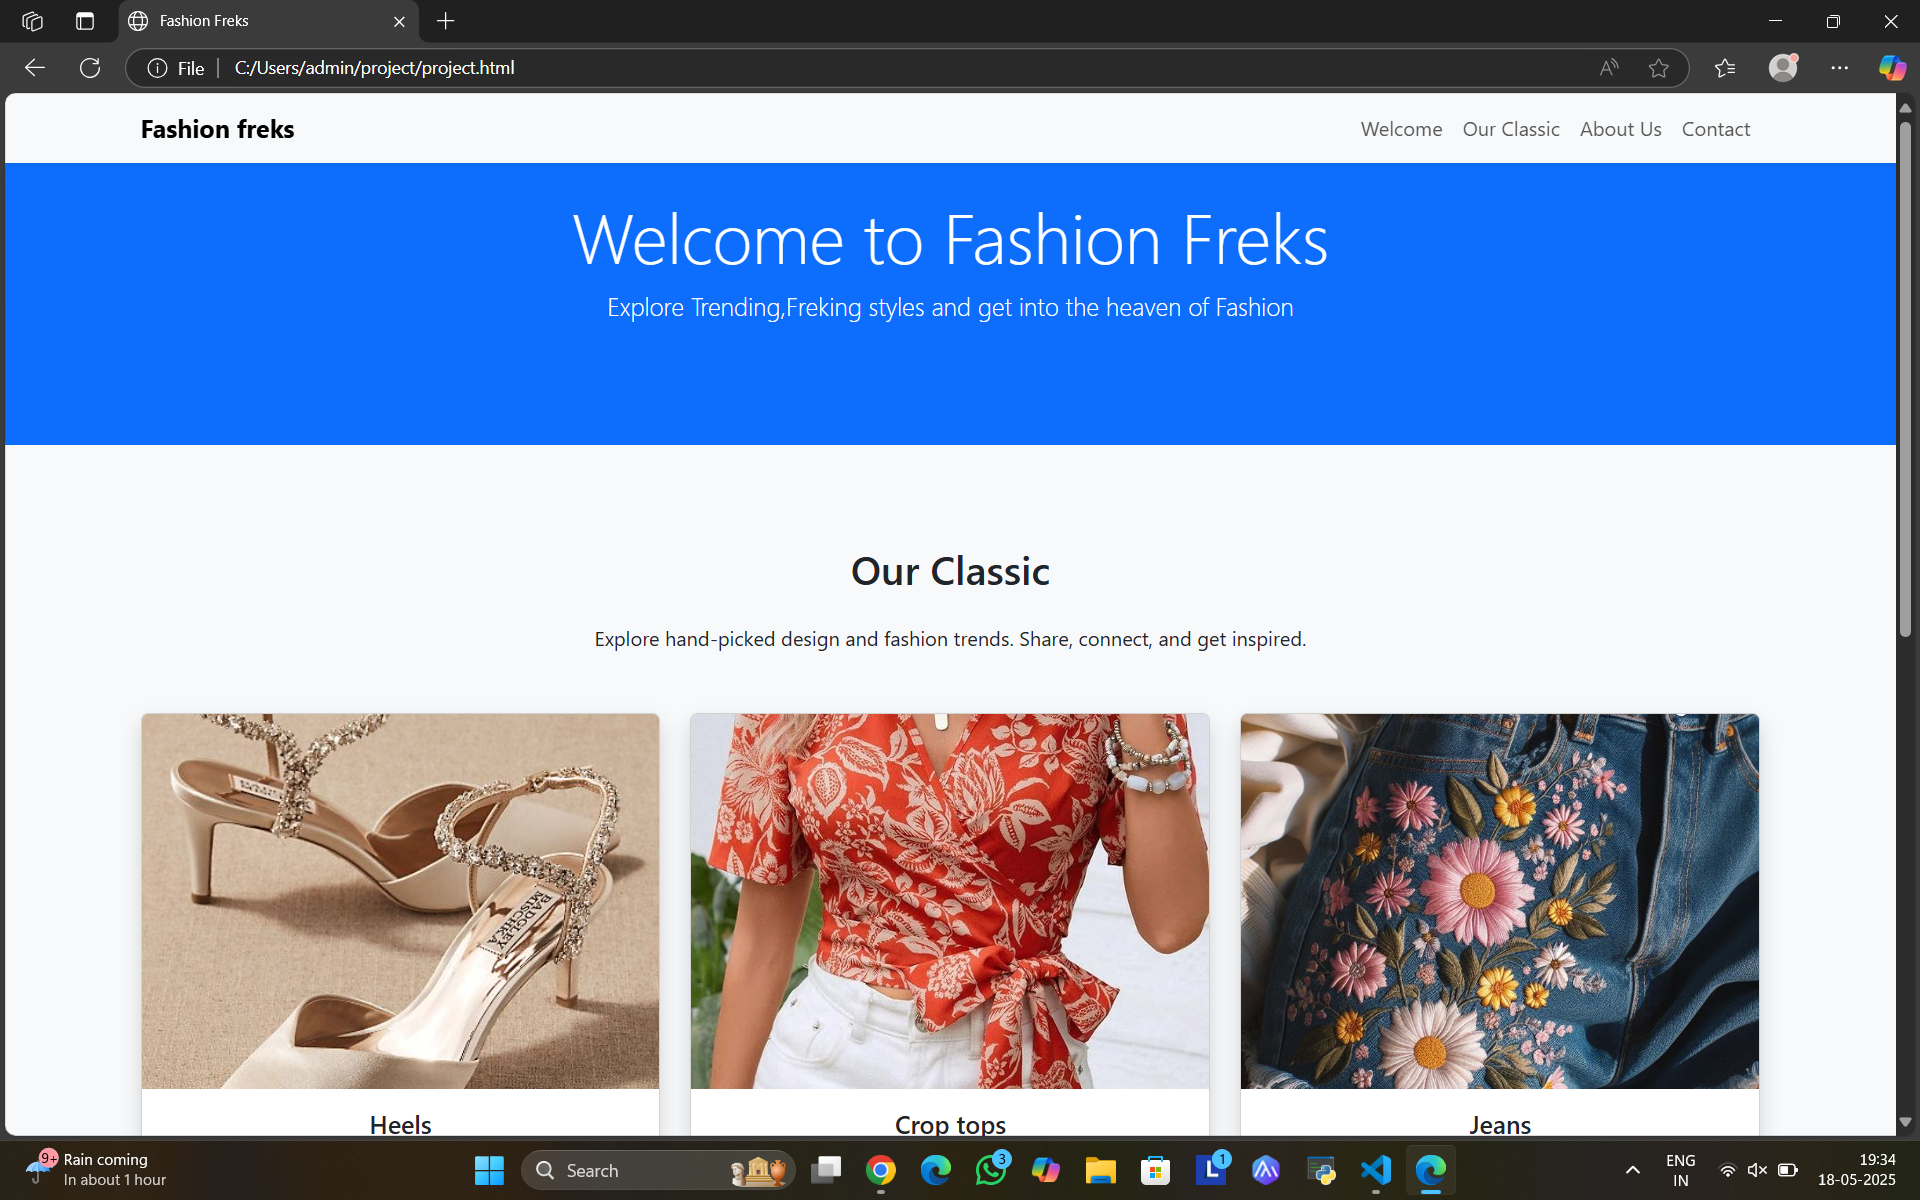 Fashion Freks
File
C:/Users/admin/project/project.html
Fashion freks
Welcome
Our Classic
About Us
Contact
Welcome to Fashion Freks
Explore Trending,Freking styles and get into the heaven of Fashion
Our Classic
Explore hand-picked design and fashion trends. Share, connect, and get inspired.
BADGLEY
MISCHKA
Heels
Crop tops
Jeans
9+
Rain coming
In about 1 hour
Search
3
L
1
ENG
IN
19:34
18-05-2025